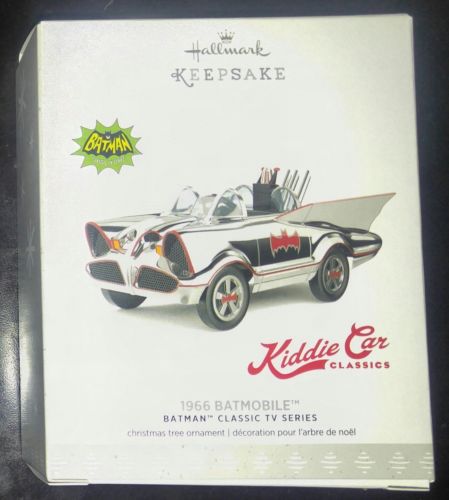 Hallmark
KEEPSAKE
BATMAN
Kiddie Car
CLASSICS
1966 BATMOBILE™
BATMAN™ CLASSIC TV SERIES
christmas tree ornament | décoration pour l'arbre de noël